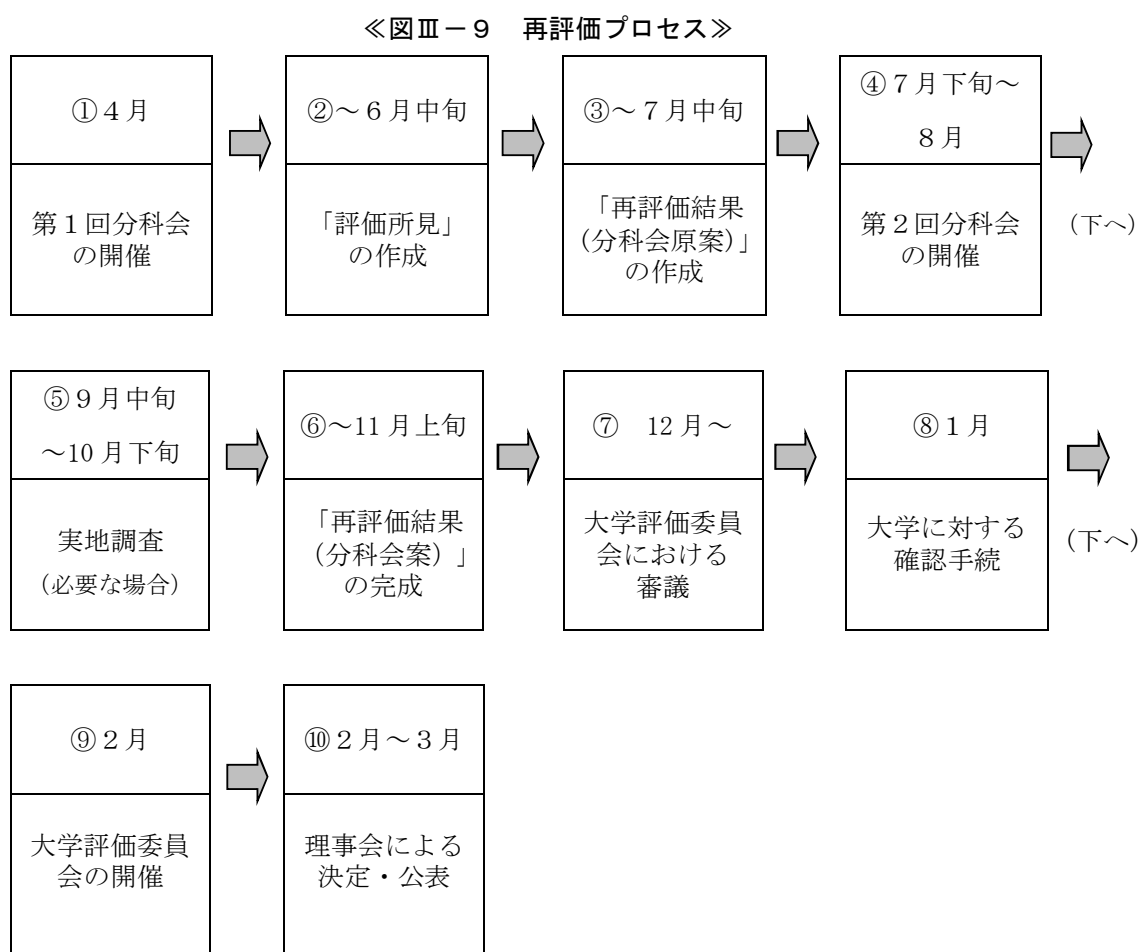 ≪図Ⅲ－９　再評価プロセス≫
①４月
第１回分科会
の開催
②～６月中旬
「評価所見」
の作成
③～７月中旬
「再評価結果
(分科会原案)」
の作成
④７月下旬～
８月
第２回分科会
の開催
(下へ)
⑤９月中旬
～10月下旬
実地調査
(必要な場合)
⑥～11月上旬
「再評価結果
(分科会案)」
の完成
⑦　12月～
大学評価委員
会における
審議
⑧１月
大学に対する
確認手続
(下へ)
⑨２月
大学評価委員
会の開催
⑩２月～３月
理事会による
決定・公表